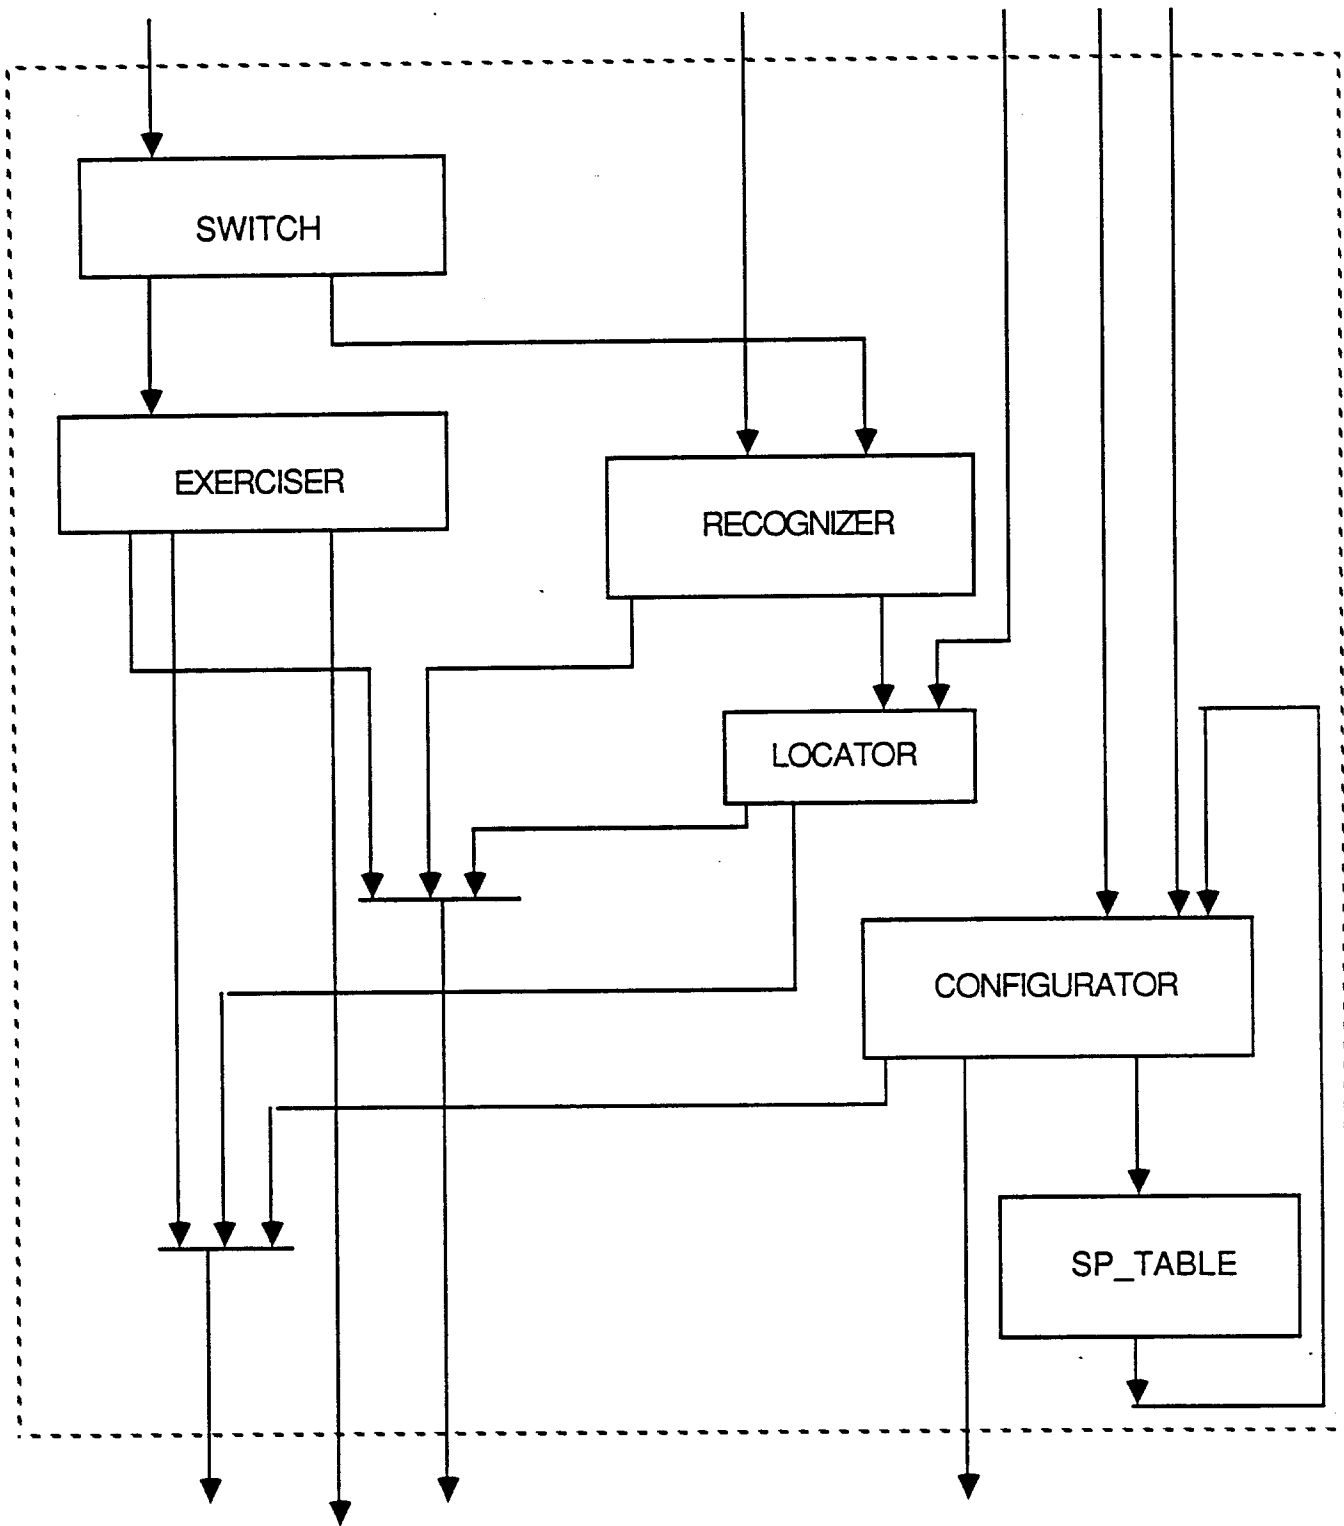 SWITCH
EXERCISER
RECOGNIZER
LOCATOR
CONFIGURATOR
SP_TABLE